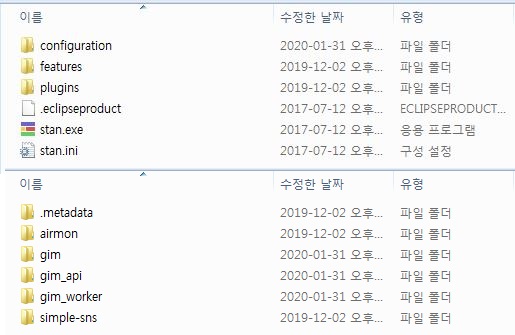 이름 수정한 날짜 유형
configuration 2020-01-31 오후... 파일 폴더
features 2019-12-02 오후... 파일 폴더
plugins 2019-12-02 오후... 파일 폴더
.eclipseproduct 2017-07-12 오후... ECLIPSEPRODUCT...
stan.exe 2017-07-12 오후... 응용 프로그램
stan.ini 2017-07-12 오후... 구성 설정
이름 수정한 날짜 유형
.metadata 2019-12-02 오후... 파일 폴더
airmon 2019-12-02 오후... 파일 폴더
gim 2020-01-31 오후... 파일 폴더
gim_api 2020-01-31 오후... 파일 폴더
gim_worker 2020-01-31 오후... 파일 폴더
simple-sns 2019-12-02 오후... 파일 폴더